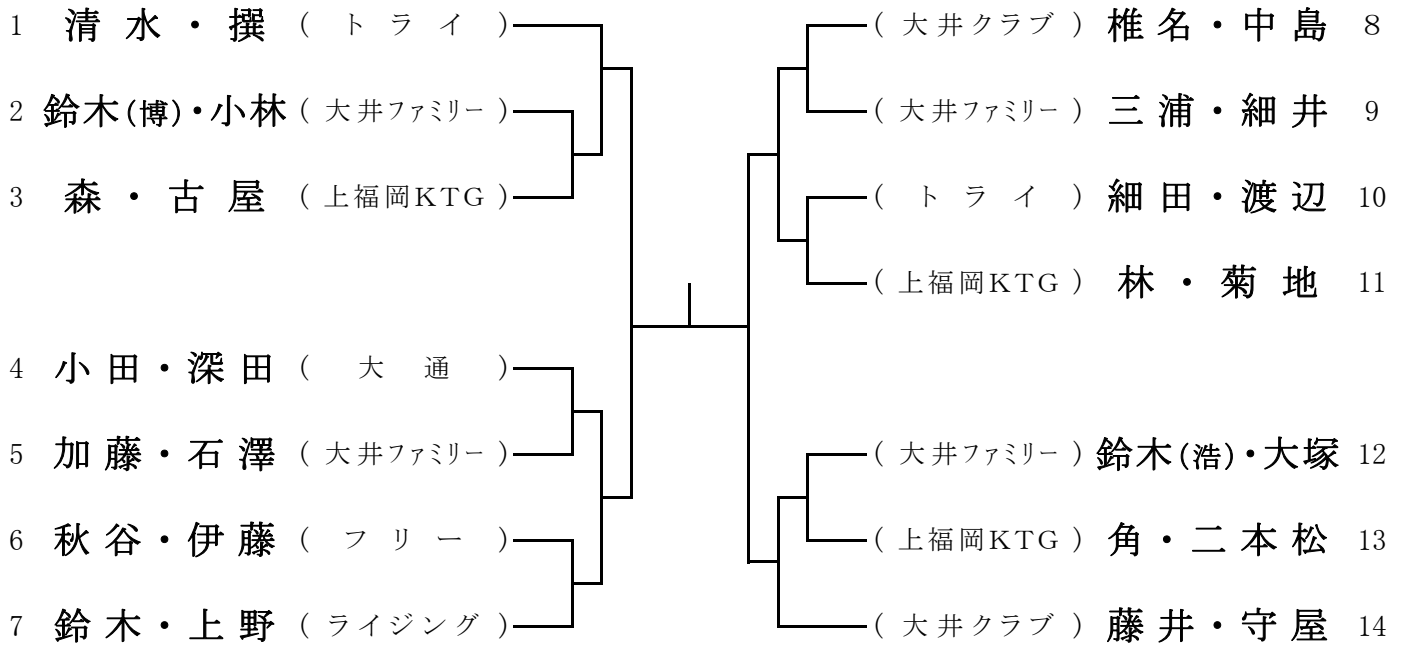 1 清水・撰 (トライ)
2 鈴木(博)・小林 (大井ファミリー)
3 森・古屋 (上福岡KTG)
4 小田・深田 (大通)
5 加藤・石澤 (大井ファミリー)
6 秋谷・伊藤 (フリー)
7 鈴木・上野 (ライジング)
(大井クラブ) 椎名・中島 8
(大井ファミリー) 三浦・細井 9
(トライ) 細田・渡辺 10
(上福岡KTG) 林・菊地 11
(大井ファミリー) 鈴木(浩)・大塚 12
(上福岡KTG) 角・二本松 13
(大井クラブ) 藤井・守屋 14